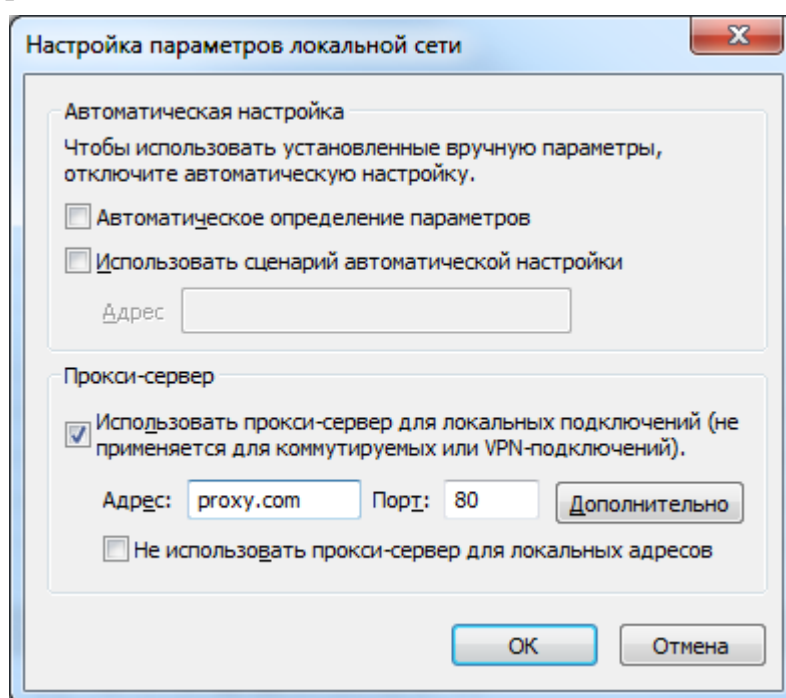 Настройка параметров локальной сети
Автоматическая настройка
Чтобы использовать установленные вручную параметры,
отключите автоматическую настройку.
Автоматическое определение параметров
Использовать сценарий автоматической настройки
Адрес
Прокси-сервер
Использовать прокси-сервер для локальных подключений (не
применяется для коммутируемых или VPN-подключений).
Адрес: proxy.com Порт: 80 Дополнительно
Не использовать прокси-сервер для локальных адресов
ОК Отмена